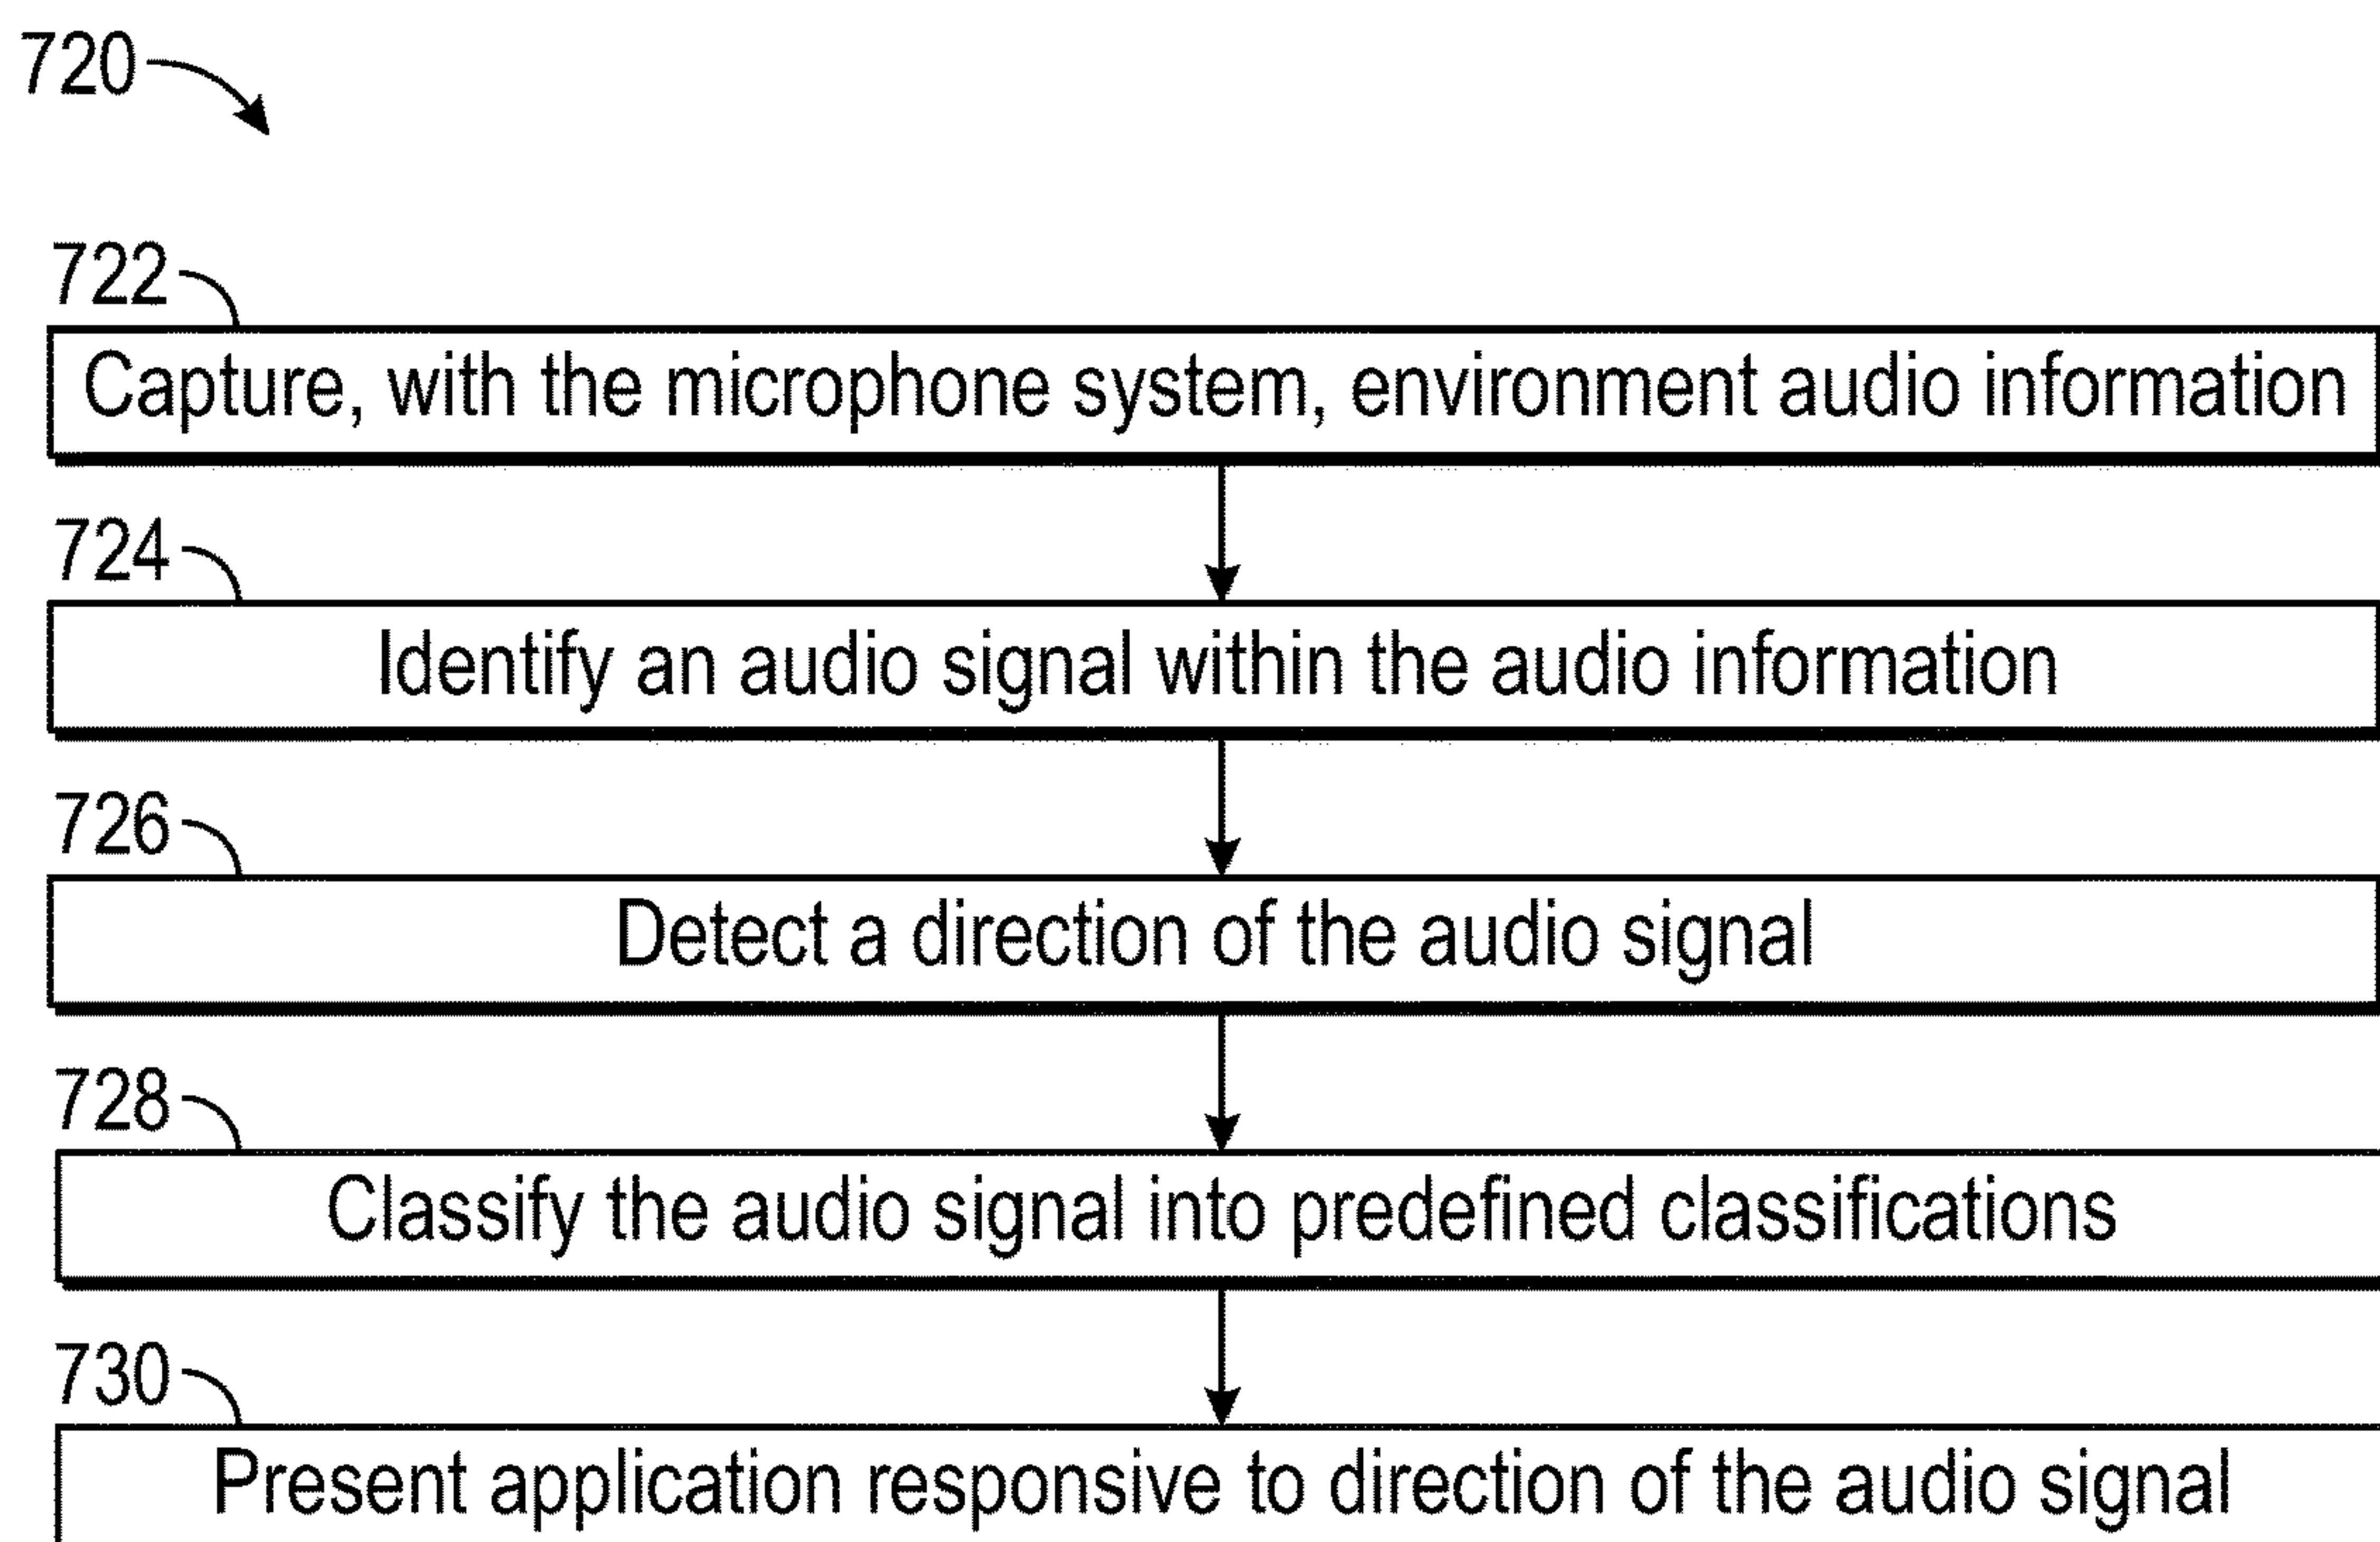 720
722
Capture, with the microphone system, environment audio information
724
Identify an audio signal within the audio information
726
Detect a direction of the audio signal
728
Classify the audio signal into predefined classifications
730
Present application responsive to direction of the audio signal